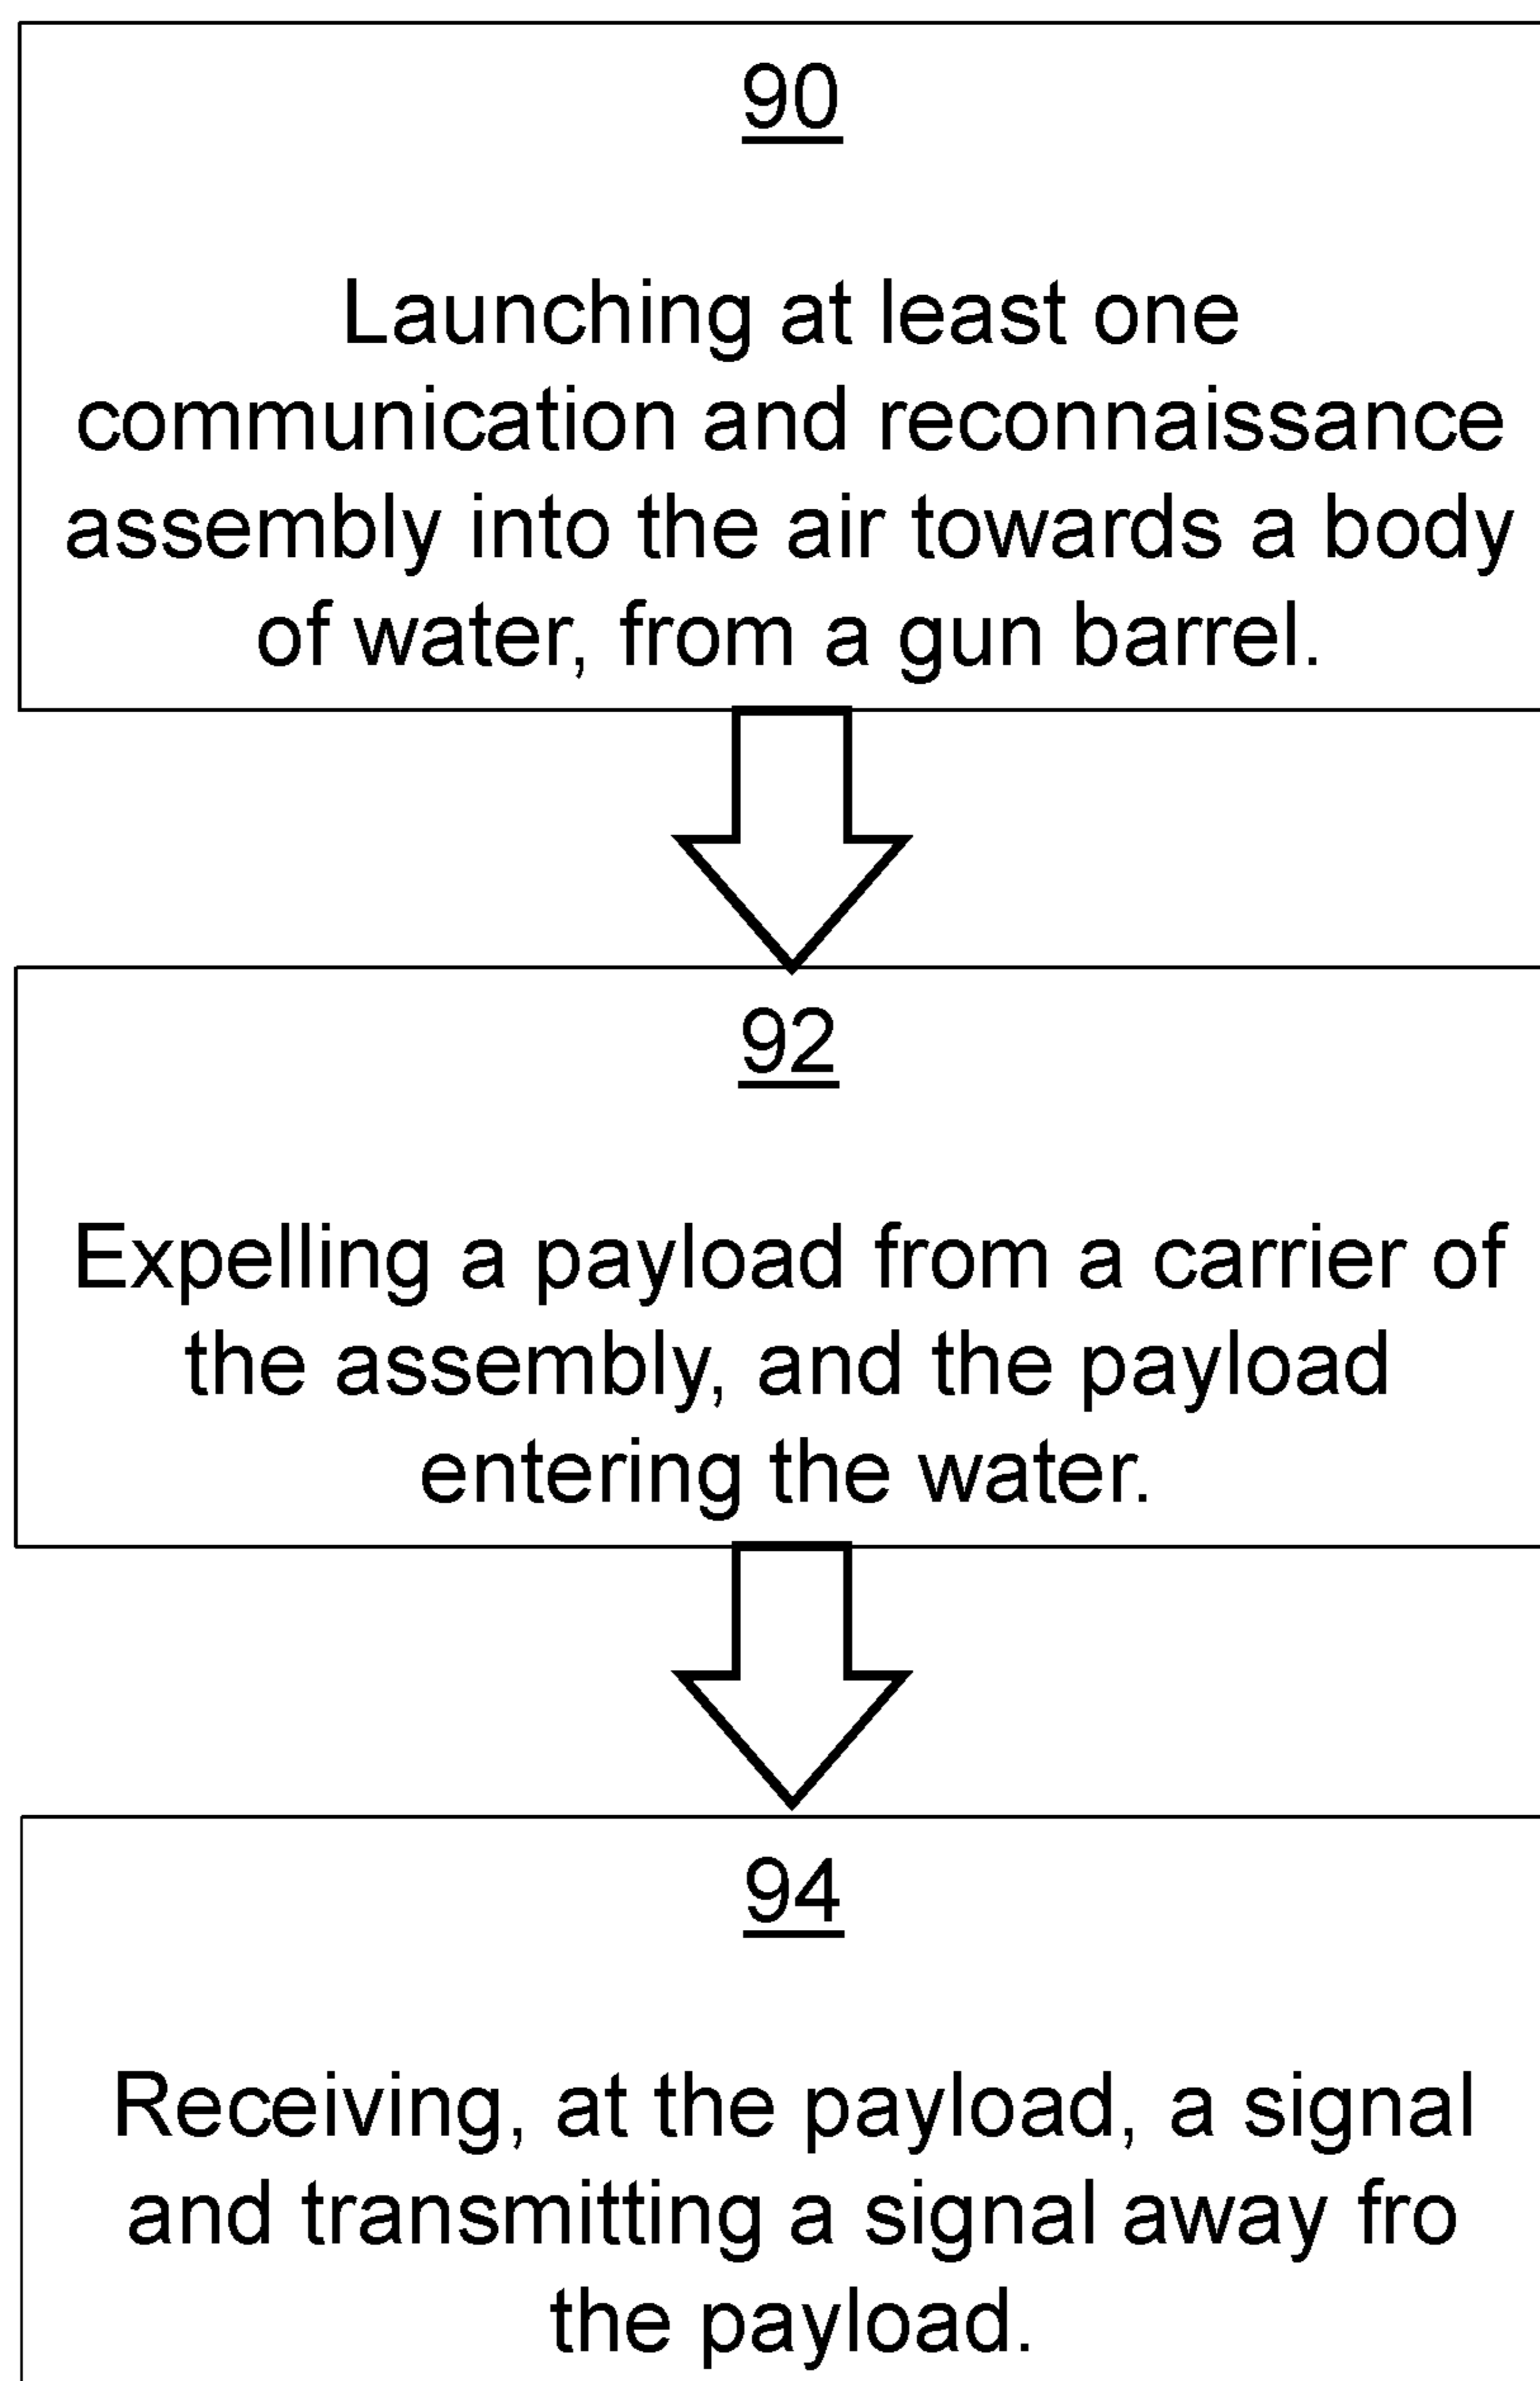 90
Launching at least one
communication and reconnaissance
assembly into the air towards a body
of water, from a gun barrel.
92
Expelling a payload from a carrier of
the assembly, and the payload
entering the water.
94
Receiving, at the payload, a signal
and transmitting a signal away fro
the payload.